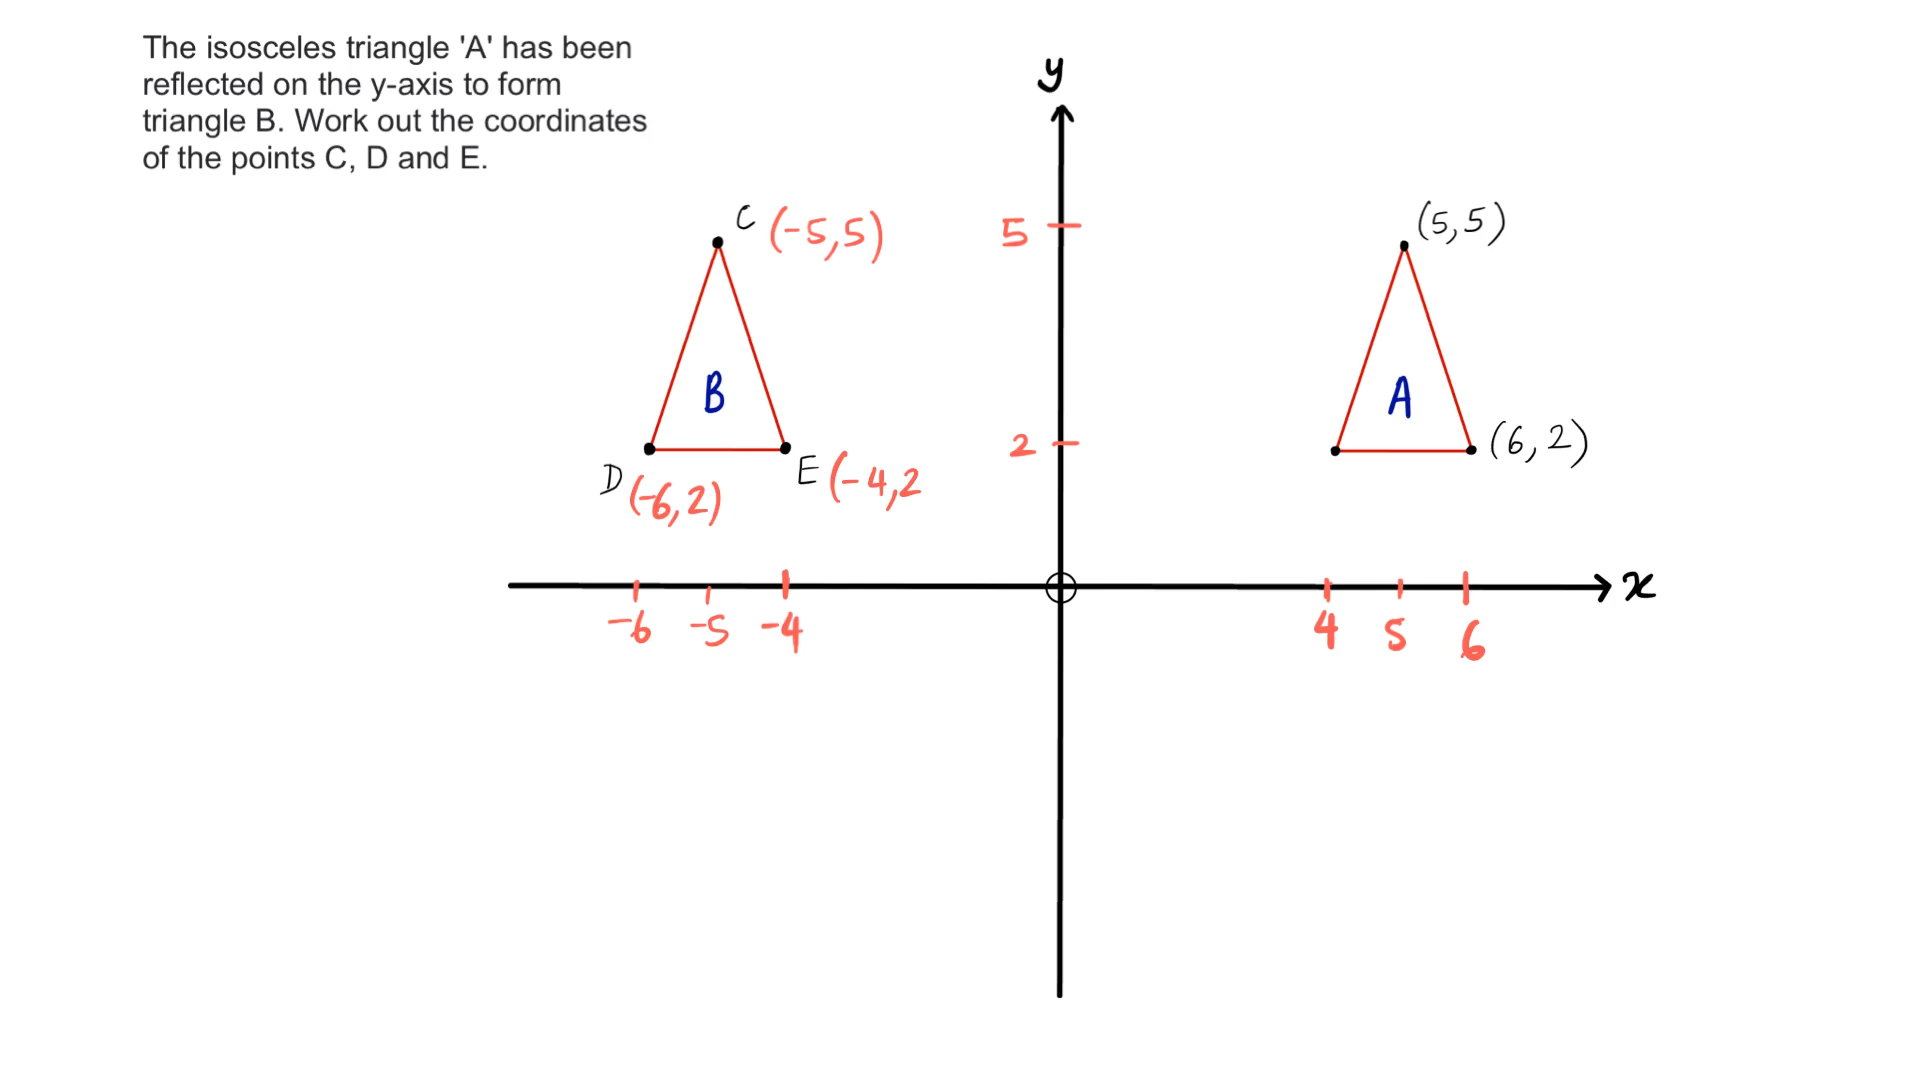 The isosceles triangle 'A' has been
reflected on the y-axis to form
triangle B. Work out the coordinates
of the points C, D and E.
y
C (-5,5)
5
(5,5)
B
A
2
(6,2)
D (-6,2)
E (-4,2
x
-6 -5 -4
4 5 6